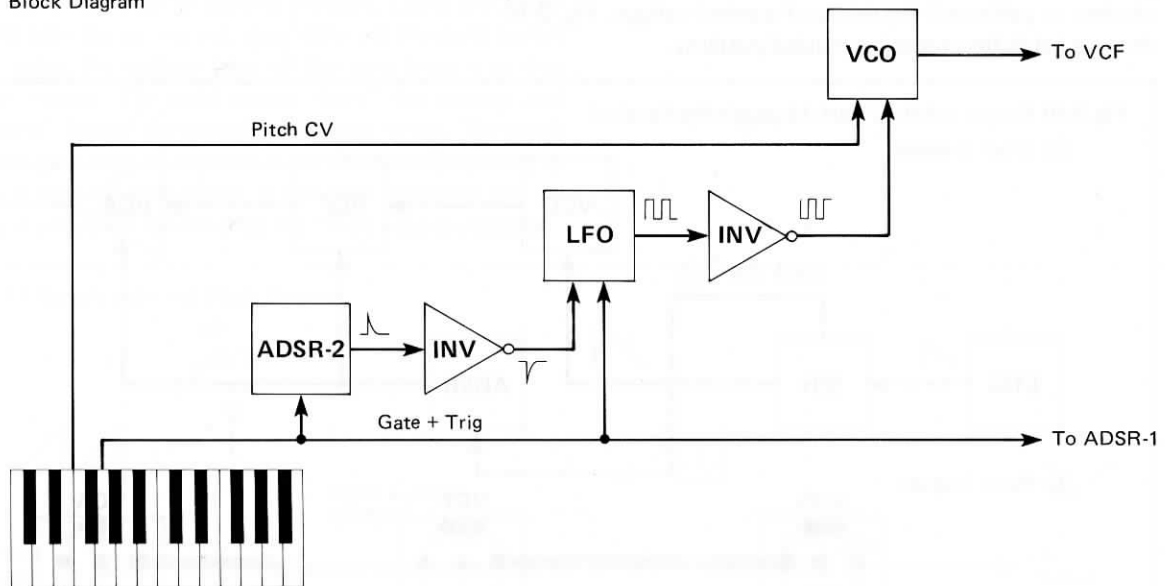 Block Diagram
VCO
To VCF
Pitch CV
LFO
INV
ADSR-2
INV
Gate + Trig
To ADSR-1